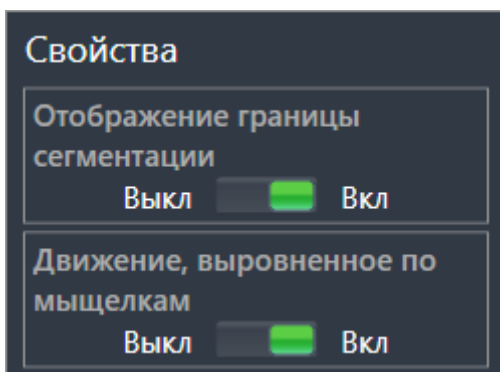 Свойства
Отображение границы
сегментации
Выкл Вкл
Движение, выровненное по
мыщелкам
Выкл Вкл